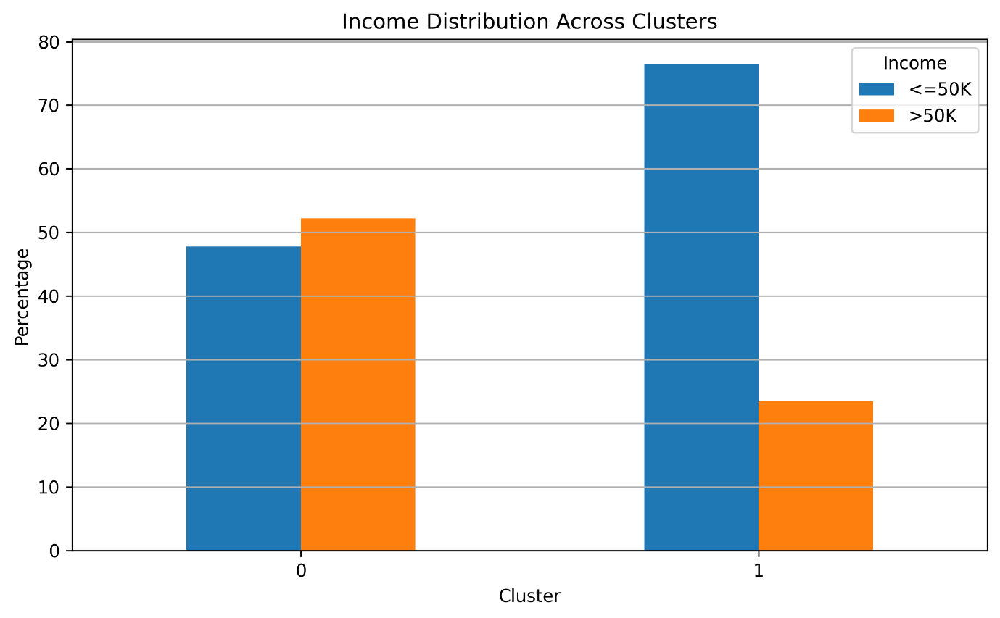 Income Distribution Across Clusters
Income
<=50K
>50K
Percentage
80
70
60
50
40
30
20
10
0
0 1
Cluster